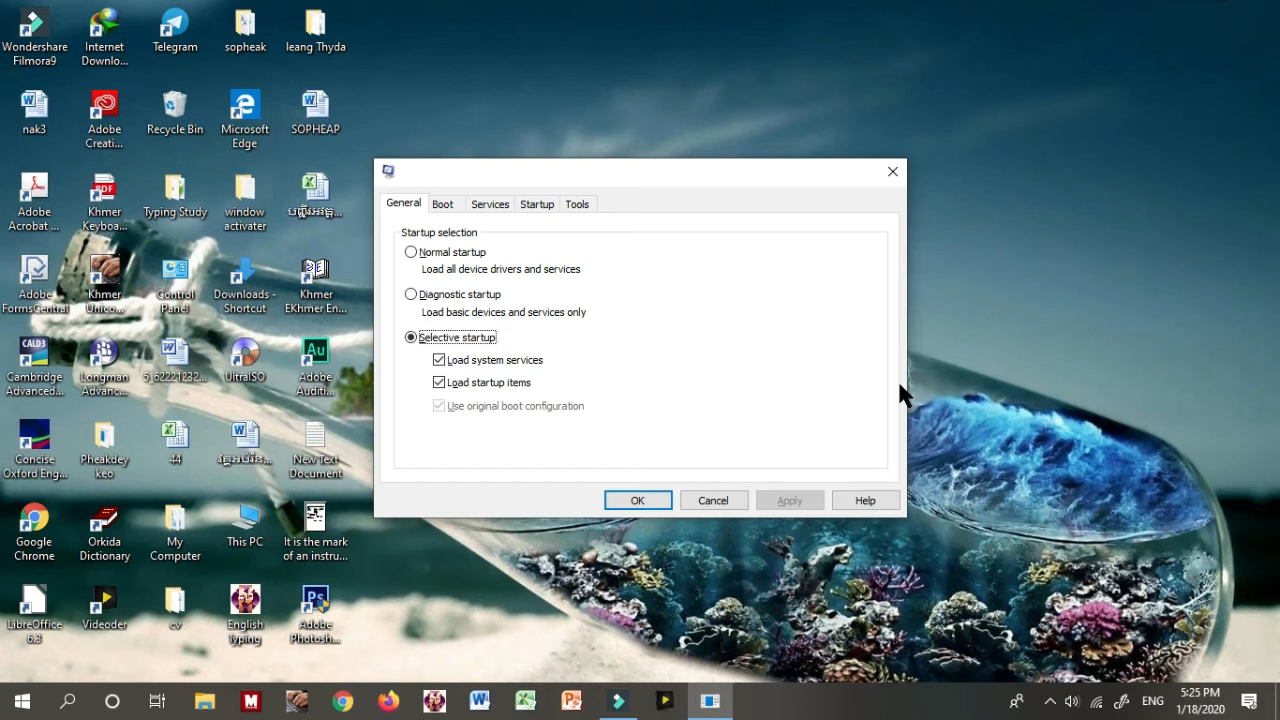 Wondershare
Filmora9
Internet
Downlo...
Telegram
sopheak
leang Thyda
nak3
Adobe
Creati...
Recycle Bin
Microsoft
Edge
SOPHEAP
Adobe
Acrobat ...
Khmer
Keyboa...
Typing Study
window
activater
Adobe
FormsCentral
Khmer
Unico...
Control
Panel
Downloads -
Shortcut
Khmer
EKhmer En...
Cambridge
Advanced...
Longman
Advanc...
5_62221232...
UltraISO
Adobe
Auditi...
Concise
Oxford Eng...
Pheakdey
keo
44
New Text
Document
Google
Chrome
Orkida
Dictionary
My
Computer
This PC
It is the mark
of an instru...
LibreOffice
6.3
Videoder
cv
English
Typing
Adobe
Photosh...
General
Boot
Services
Startup
Tools
Startup selection
Normal startup
Load all device drivers and services
Diagnostic startup
Load basic devices and services only
Selective startup
Load system services
Load startup items
Use original boot configuration
OK
Cancel
Apply
Help
ENG
5:25 PM
1/18/2020